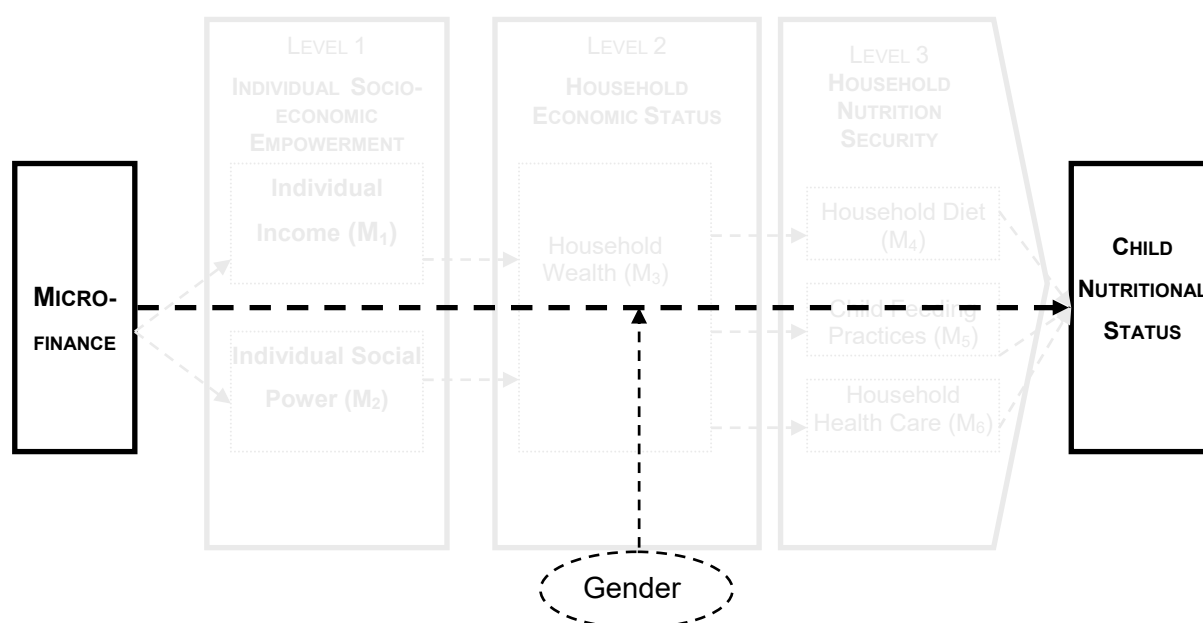 LEVEL 1
INDIVIDUAL SOCIO-
ECONOMIC
EMPOWERMENT
Individual
Income (M₁)
Individual Social
Power (M₂)
LEVEL 2
HOUSEHOLD
ECONOMIC STATUS
Household
Wealth (M₃)
LEVEL 3
HOUSEHOLD
NUTRITION
SECURITY
Household Diet
(M₄)
Child Feeding
Practices (M₅)
Household
Health Care (M₆)
MICRO-
FINANCE
CHILD
NUTRITIONAL
STATUS
Gender